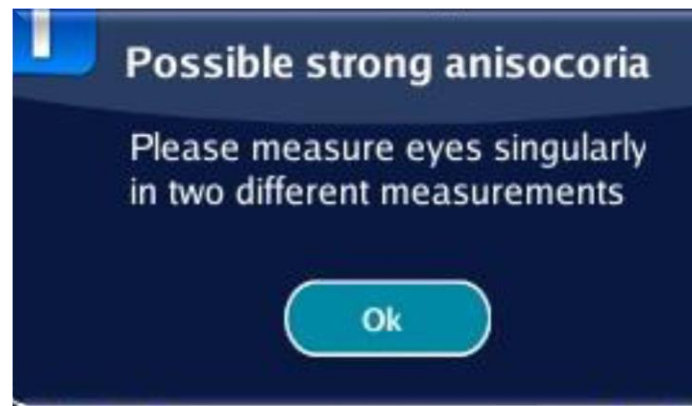 Possible strong anisocoria
Please measure eyes singularly
in two different measurements
Ok